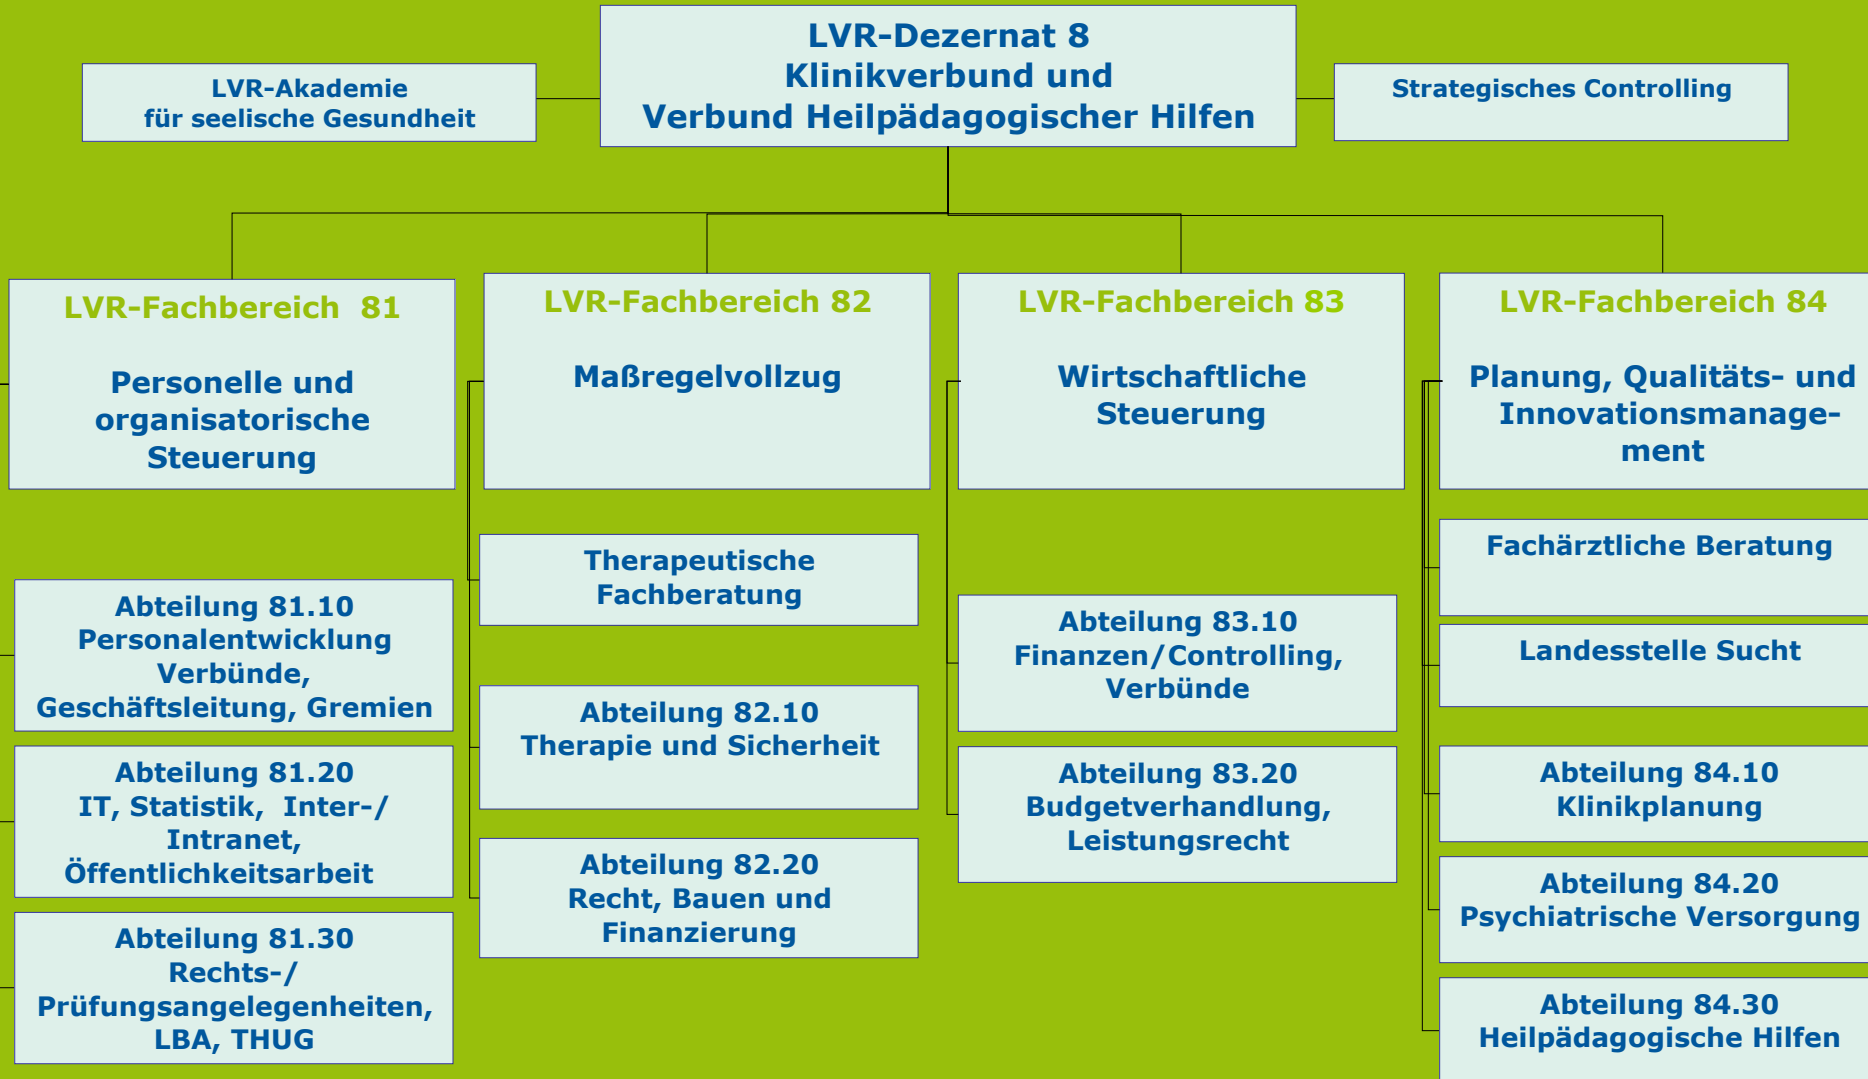 LVR-Dezernat 8
Klinikverbund und
Verbund Heilpädagogischer Hilfen
LVR-Akademie
für seelische Gesundheit
Strategisches Controlling
LVR-Fachbereich 81
Personelle und
organisatorische
Steuerung
Abteilung 81.10
Personalentwicklung
Verbünde,
Geschäftsleitung, Gremien
Abteilung 81.20
IT, Statistik, Inter-/
Intranet,
Öffentlichkeitsarbeit
Abteilung 81.30
Rechts-/
Prüfungsangelegenheiten,
LBA, THUG
LVR-Fachbereich 82
Maßregelvollzug
Therapeutische
Fachberatung
Abteilung 82.10
Therapie und Sicherheit
Abteilung 82.20
Recht, Bauen und
Finanzierung
LVR-Fachbereich 83
Wirtschaftliche
Steuerung
Abteilung 83.10
Finanzen/Controlling,
Verbünde
Abteilung 83.20
Budgetverhandlung,
Leistungsrecht
LVR-Fachbereich 84
Planung, Qualitäts- und
Innovationsmanage-
ment
Fachärztliche Beratung
Landesstelle Sucht
Abteilung 84.10
Klinikplanung
Abteilung 84.20
Psychiatrische Versorgung
Abteilung 84.30
Heilpädagogische Hilfen